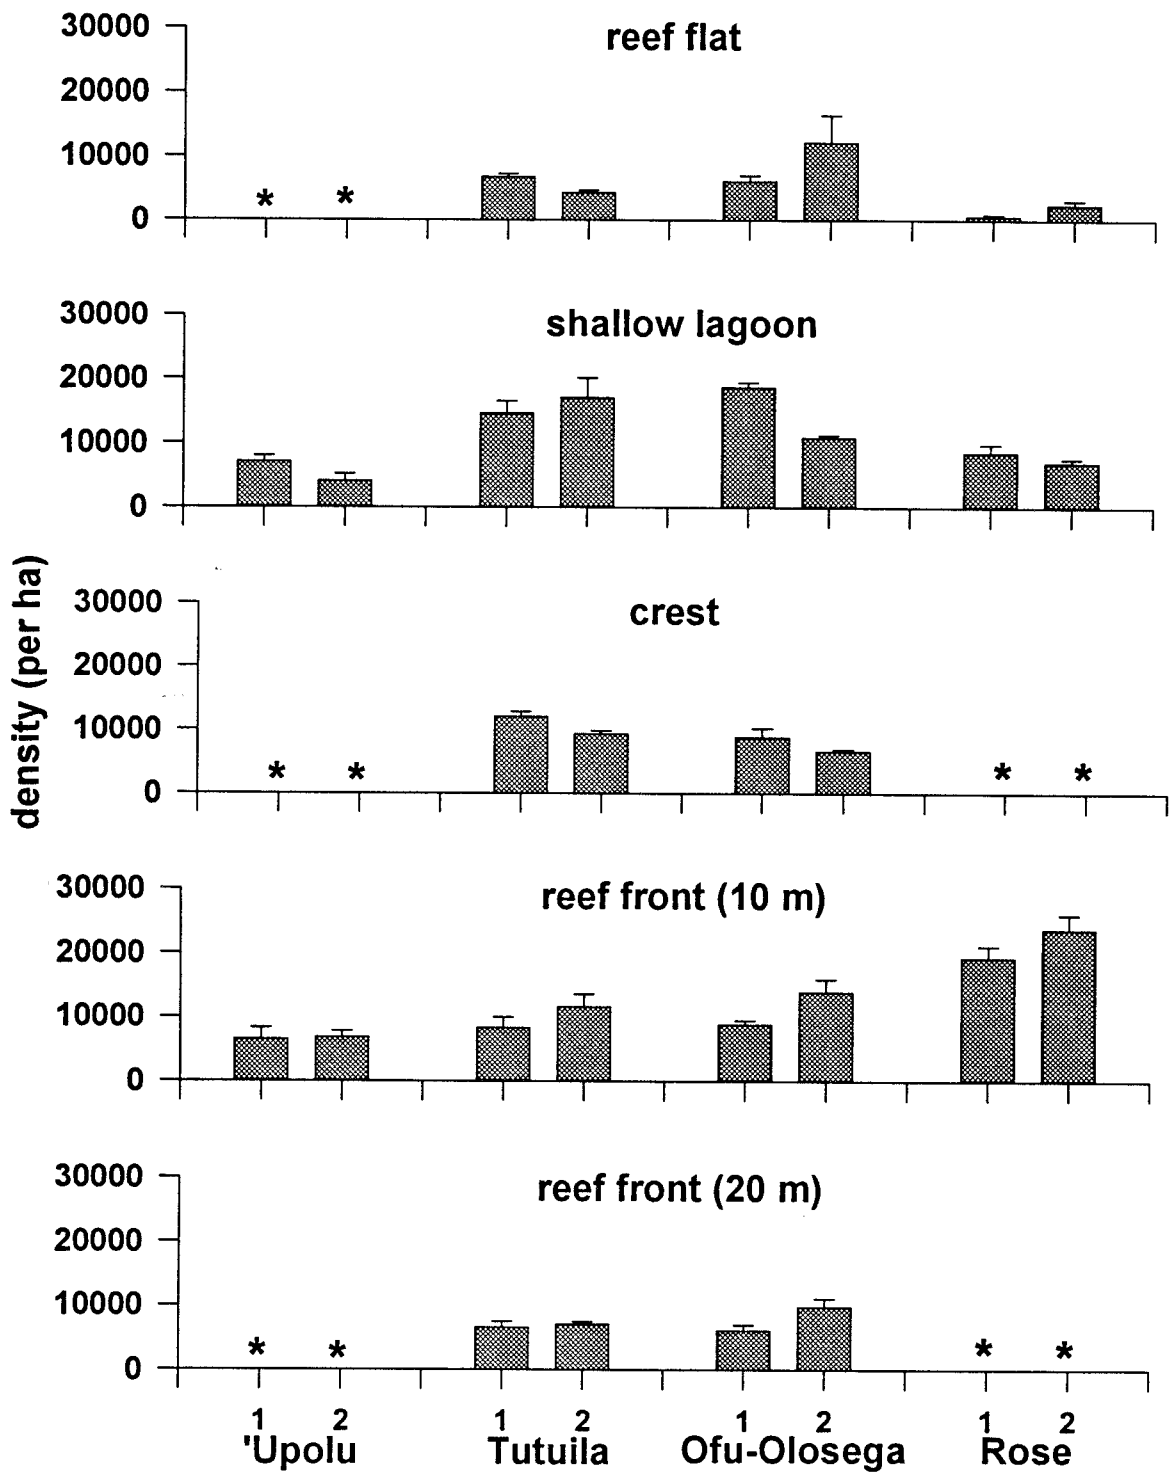 30000
reef flat
20000
10000
* *
0
30000
shallow lagoon
20000
10000
0
density (per ha)
30000
crest
20000
10000
* * * *
0
30000
reef front (10 m)
20000
10000
0
30000
reef front (20 m)
20000
10000
* * * *
0
1 2 1 2 1 2 1 2
'Upolu Tutuila Ofu-Olosega Rose